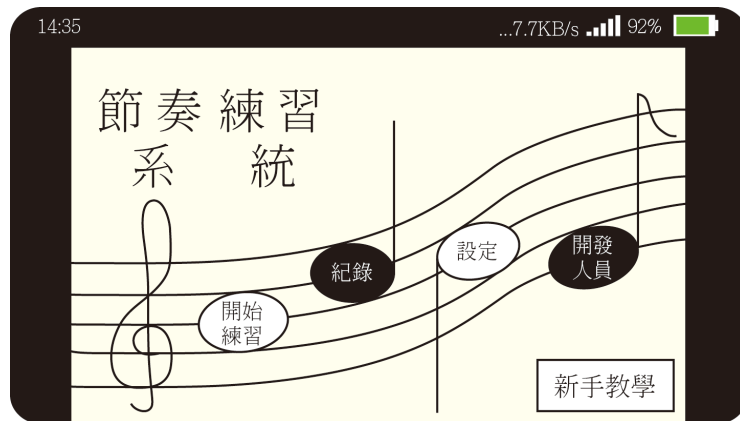 14:35
...7.7KB/s 92%
節奏練習
系統
紀錄
設定
開發
人員
開始
練習
新手教學